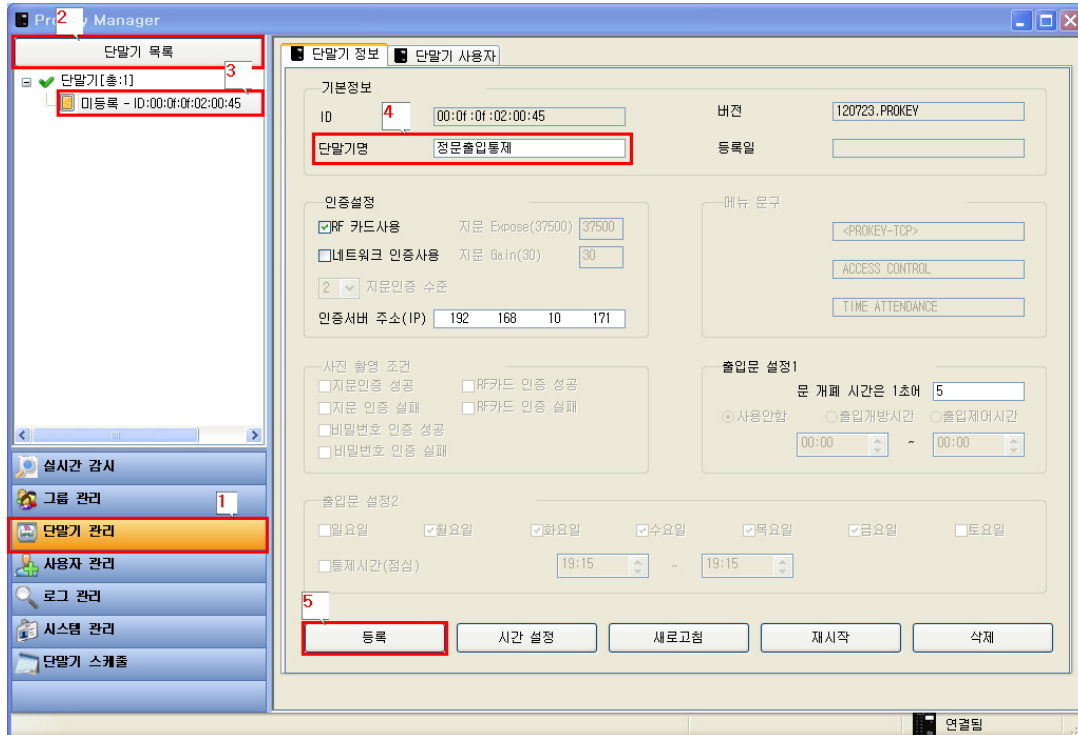 Pr 2 y Manager
단말기 목록
3
단말기[총:1]
미등록 - ID:00:0f:0f:02:00:45
실시간 감시
그룹 관리
1
단말기 관리
사용자 관리
로그 관리
시스템 관리
단말기 스케줄
단말기 정보
단말기 사용자
기본정보
ID
4
00:0f:0f:02:00:45
버전
120723.PROKEY
단말기명
정문출입통제
등록일
인증설정
RF 카드사용
지문 Expose(37500)
37500
네트워크 인증사용
지문 Gain(30)
30
2
지문인증 수준
인증서버 주소(IP)
192 168 10 171
메뉴 문구
<PROKEY-TCP>
ACCESS CONTROL
TIME ATTENDANCE
사진 촬영 조건
지문인증 성공
RF카드 인증 성공
지문 인증 실패
RF카드 인증 실패
비밀번호 인증 성공
비밀번호 인증 실패
출입문 설정1
문 개폐 시간은 1초에
5
사용안함
출입개방시간
출입제어시간
00:00 ~ 00:00
출입문 설정2
일요일
월요일
화요일
수요일
목요일
금요일
토요일
통제시간(점심)
19:15 ~ 19:15
5
등록
시간 설정
새로고침
재시작
삭제
연결됨